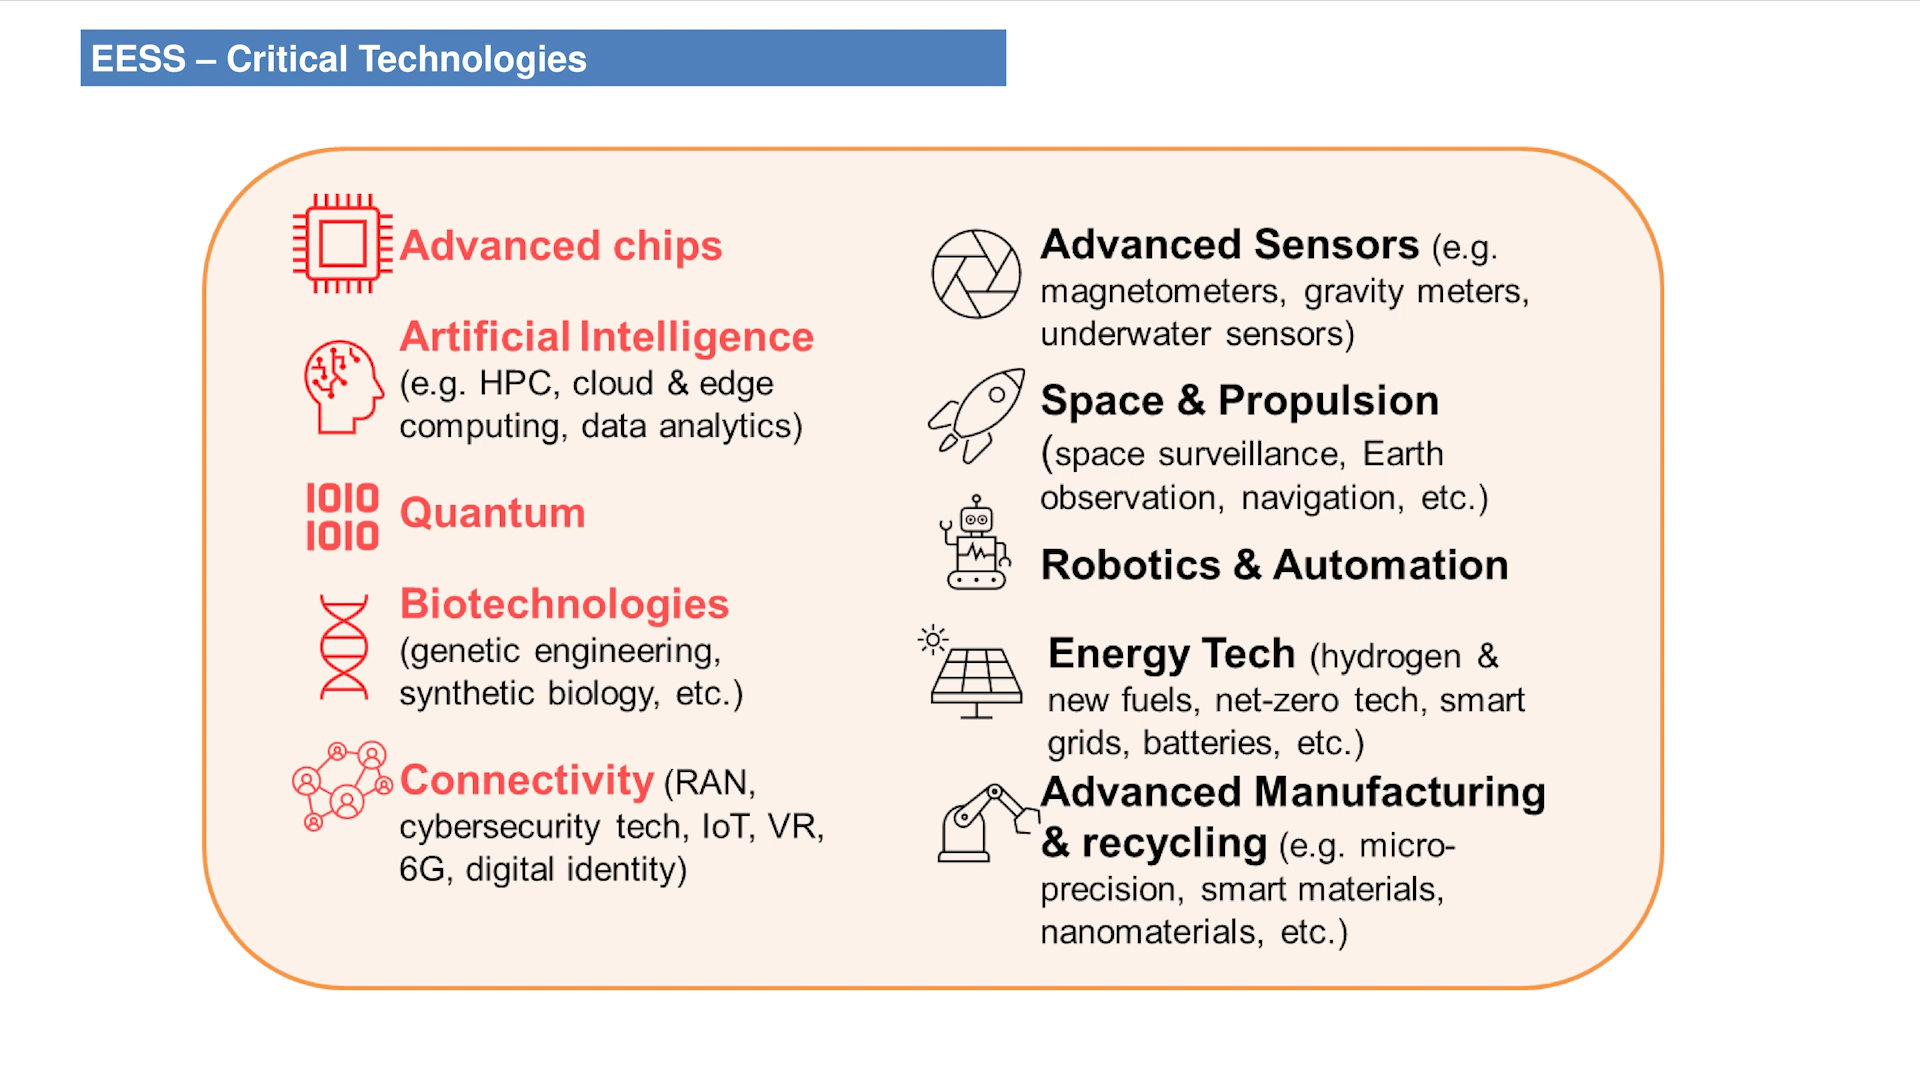 EESS – Critical Technologies
Advanced chips
Artificial Intelligence
(e.g. HPC, cloud & edge
computing, data analytics)
1010
1010
Quantum
Biotechnologies
(genetic engineering,
synthetic biology, etc.)
Connectivity (RAN,
cybersecurity tech, IoT, VR,
6G, digital identity)
Advanced Sensors (e.g.
magnetometers, gravity meters,
underwater sensors)
Space & Propulsion
(space surveillance, Earth
observation, navigation, etc.)
Robotics & Automation
Energy Tech (hydrogen &
new fuels, net-zero tech, smart
grids, batteries, etc.)
Advanced Manufacturing
& recycling (e.g. micro-
precision, smart materials,
nanomaterials, etc.)